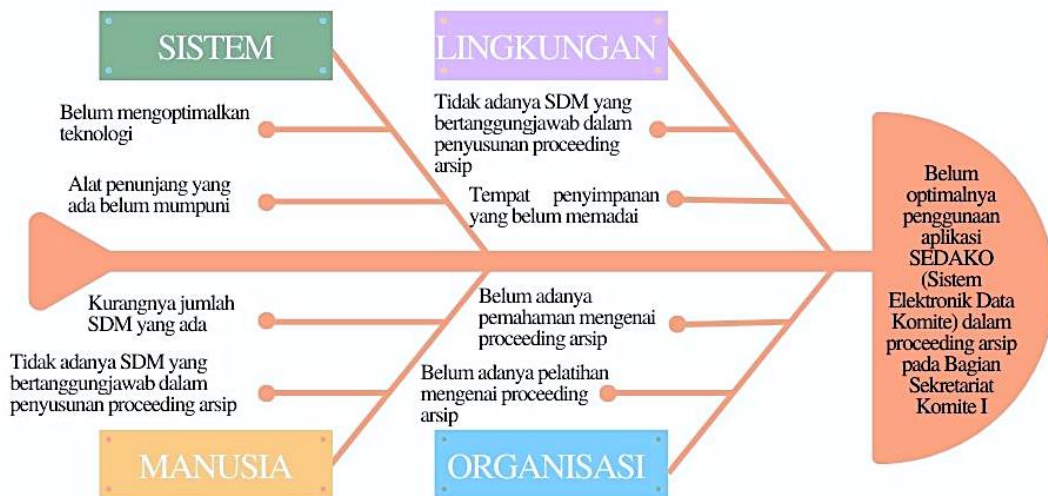 SISTEM
LINGKUNGAN
Belum mengoptimalkan
teknologi
Alat penunjang yang
ada belum mumpuni
Tidak adanya SDM yang
bertanggungjawab dalam
penyusunan proceeding
arsip
Tempat penyimpanan
yang belum memadai
Belum
optimalnya
penggunaan
aplikasi
SEDAKO
(Sistem
Elektronik Data
Komite) dalam
proceeding arsip
pada Bagian
Sekretariat
Komite I
Kurangnya jumlah
SDM yang ada
Tidak adanya SDM yang
bertanggungjawab dalam
penyusunan proceeding arsip
Belum adanya
pemahaman mengenai
proceeding arsip
Belum adanya pelatihan
mengenai proceeding
arsip
MANUSIA
ORGANISASI